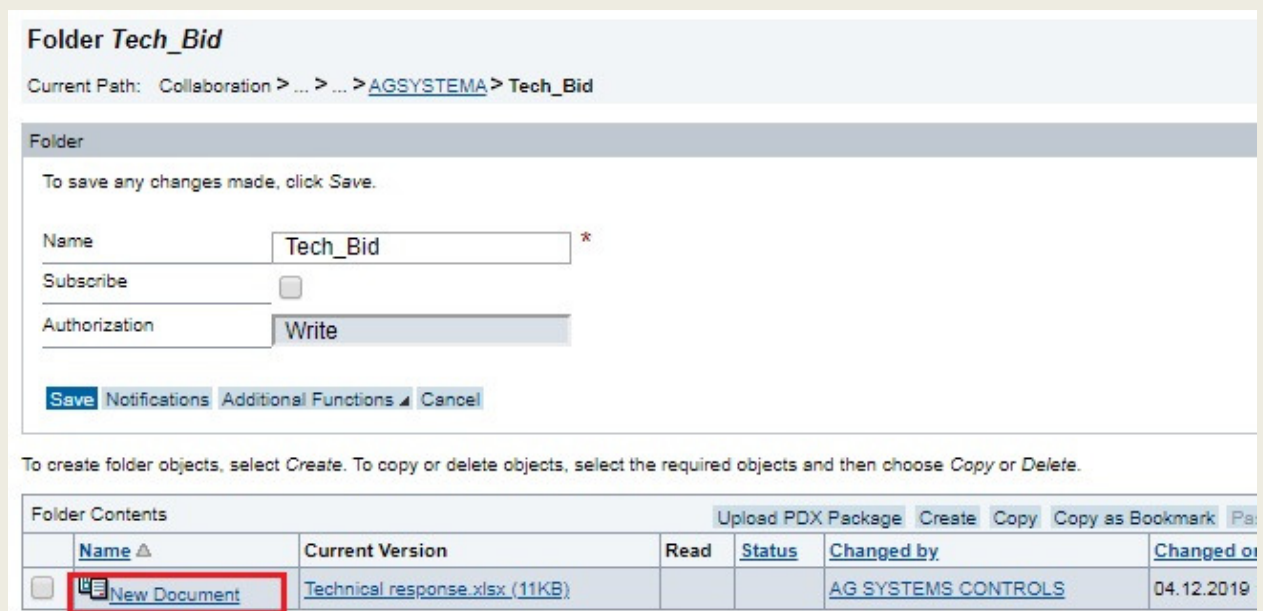 Folder Tech_Bid
Current Path: Collaboration > ... > ... > AGSYSTEMA > Tech_Bid
Folder
To save any changes made, click Save.
Name Tech_Bid *
Subscribe
Authorization Write
Save Notifications Additional Functions Cancel
To create folder objects, select Create. To copy or delete objects, select the required objects and then choose Copy or Delete.
Folder Contents Upload PDX Package Create Copy Copy as Bookmark
Name Current Version Read Status Changed by Changed
New Document Technical response.xlsx (11KB) AG SYSTEMS CONTROLS 04.12.2019